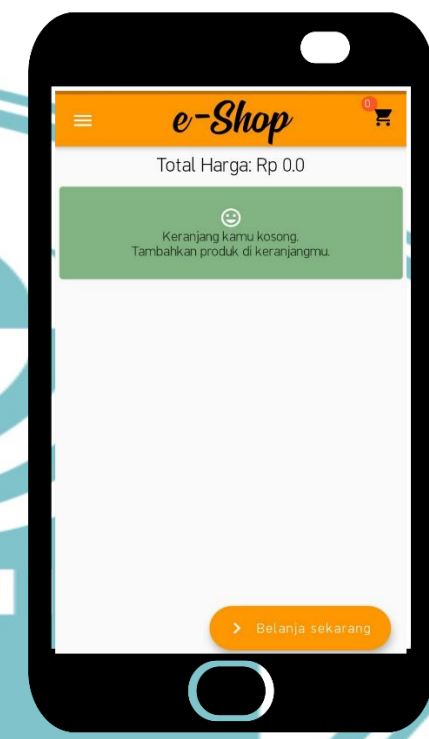 e-Shop
0
Total Harga: Rp 0.0
Keranjang kamu kosong.
Tambahkan produk di keranjangmu.
Belanja sekarang